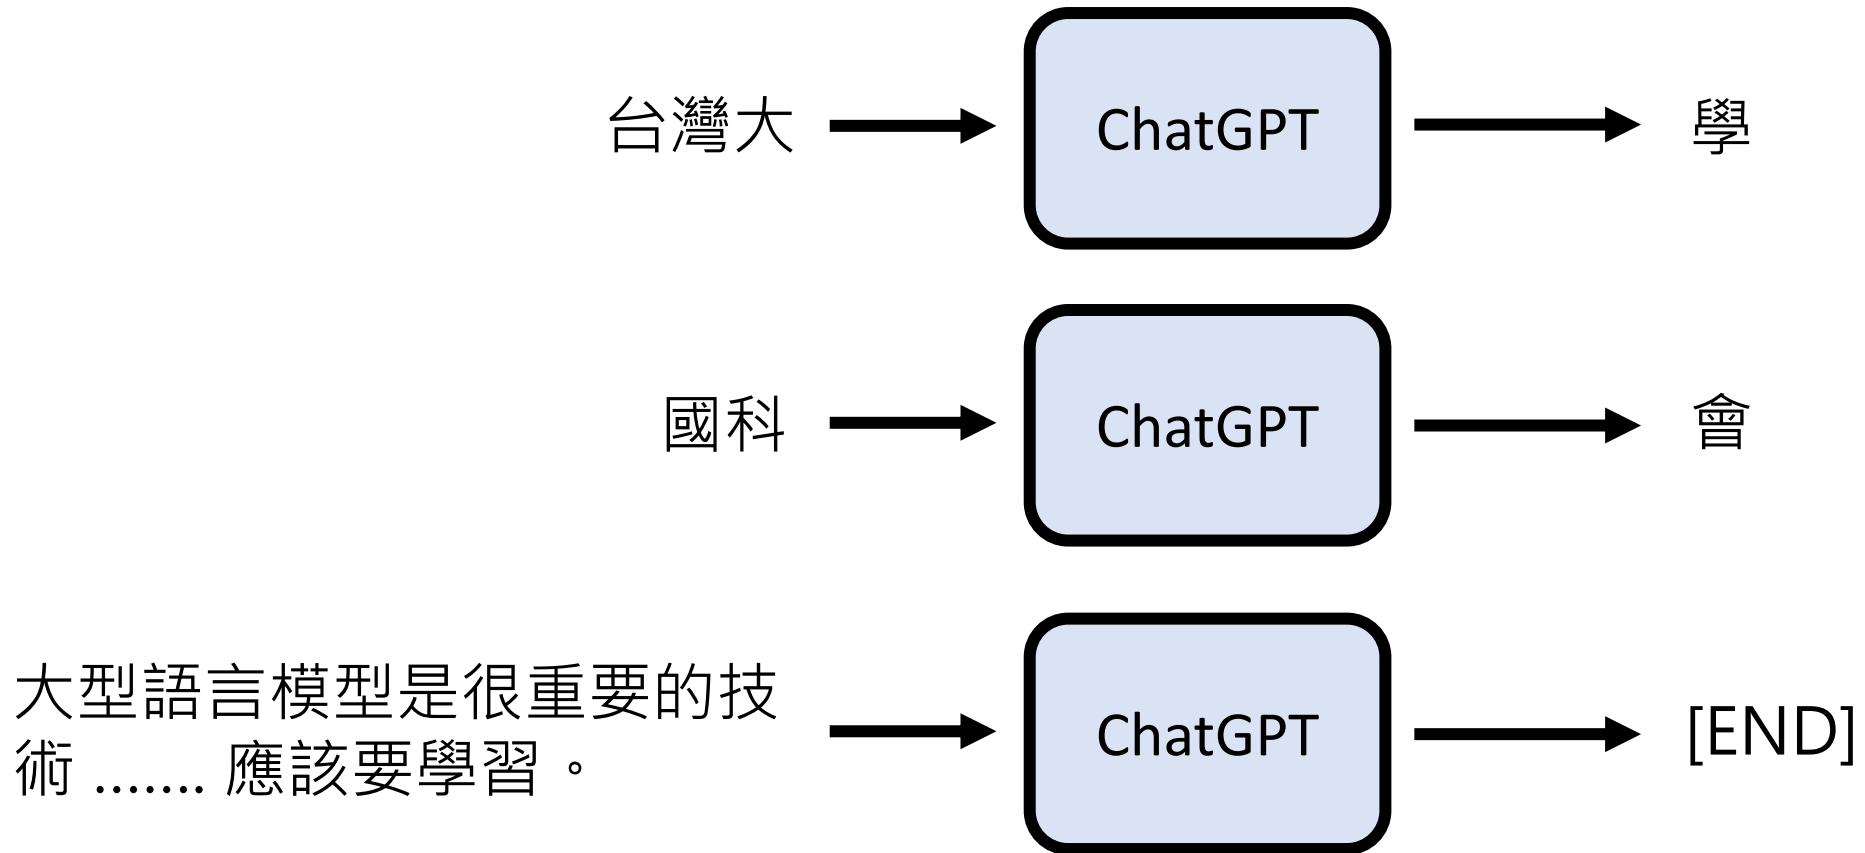 台灣大 ChatGPT 學
國科 ChatGPT 會
大型語言模型是很重要的技
術 ....... 應該要學習。
ChatGPT [END]